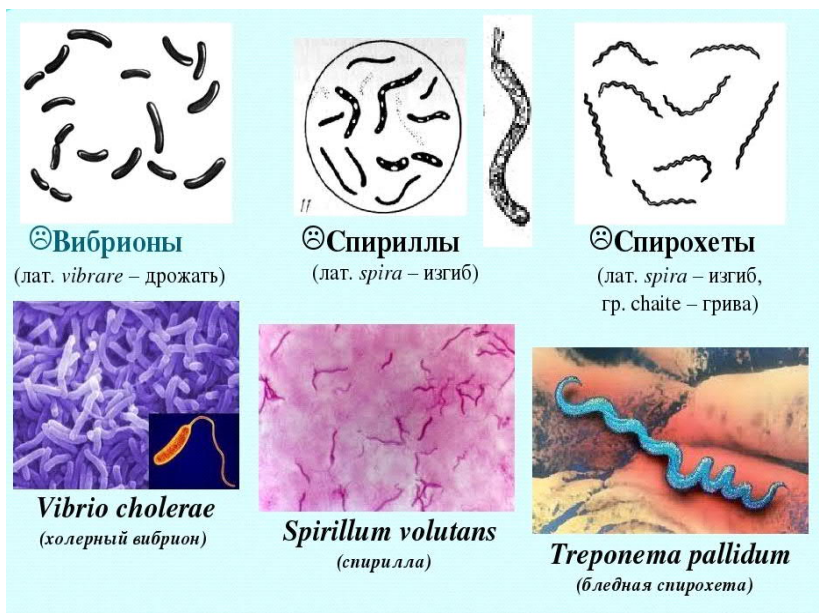 ☹Вибрионы
(лат. vibrare – дрожать)
☹Спириллы
(лат. spira – изгиб)
☹Спирохеты
(лат. spira – изгиб,
гр. chaite – грива)
Vibrio cholerae
(холерный вибрион)
Spirillum volutans
(спирилла)
Treponema pallidum
(бледная спирохета)